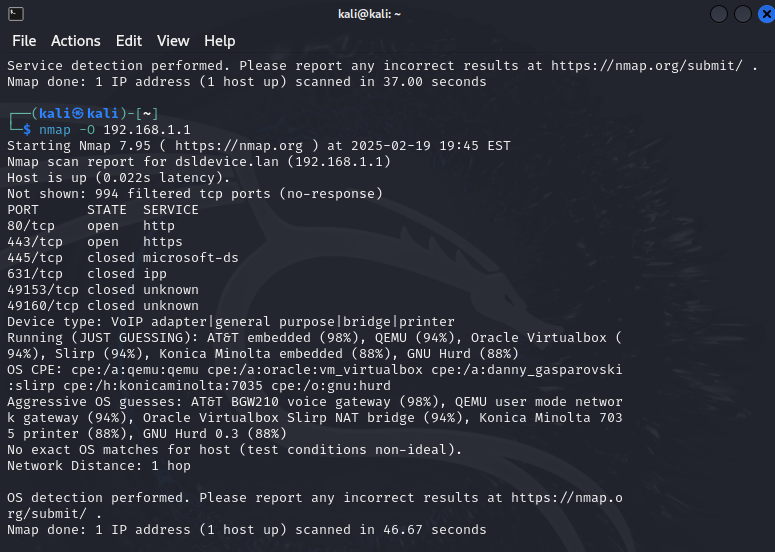 kali@kali: ~
File Actions Edit View Help
Service detection performed. Please report any incorrect results at https://nmap.org/submit/ .
Nmap done: 1 IP address (1 host up) scanned in 37.00 seconds
┌──(kali㉿kali)-[~]
└─$ nmap -O 192.168.1.1
Starting Nmap 7.95 ( https://nmap.org ) at 2025-02-19 19:45 EST
Nmap scan report for dsldevice.lan (192.168.1.1)
Host is up (0.022s latency).
Not shown: 994 filtered tcp ports (no-response)
PORT      STATE  SERVICE
80/tcp    open   http
443/tcp   open   https
445/tcp   closed microsoft-ds
631/tcp   closed ipp
49153/tcp closed unknown
49160/tcp closed unknown
Device type: VoIP adapter|general purpose|bridge|printer
Running (JUST GUESSING): AT&T embedded (98%), QEMU (94%), Oracle Virtualbox (
94%), Slirp (94%), Konica Minolta embedded (88%), GNU Hurd (88%)
OS CPE: cpe:/a:qemu:qemu cpe:/a:oracle:vm_virtualbox cpe:/a:danny_gasparovski
:slirp cpe:/h:konicaminolta:7035 cpe:/o:gnu:hurd
Aggressive OS guesses: AT&T BGW210 voice gateway (98%), QEMU user mode networ
k gateway (94%), Oracle Virtualbox Slirp NAT bridge (94%), Konica Minolta 703
5 printer (88%), GNU Hurd 0.3 (88%)
No exact OS matches for host (test conditions non-ideal).
Network Distance: 1 hop
OS detection performed. Please report any incorrect results at https://nmap.o
rg/submit/ .
Nmap done: 1 IP address (1 host up) scanned in 46.67 seconds